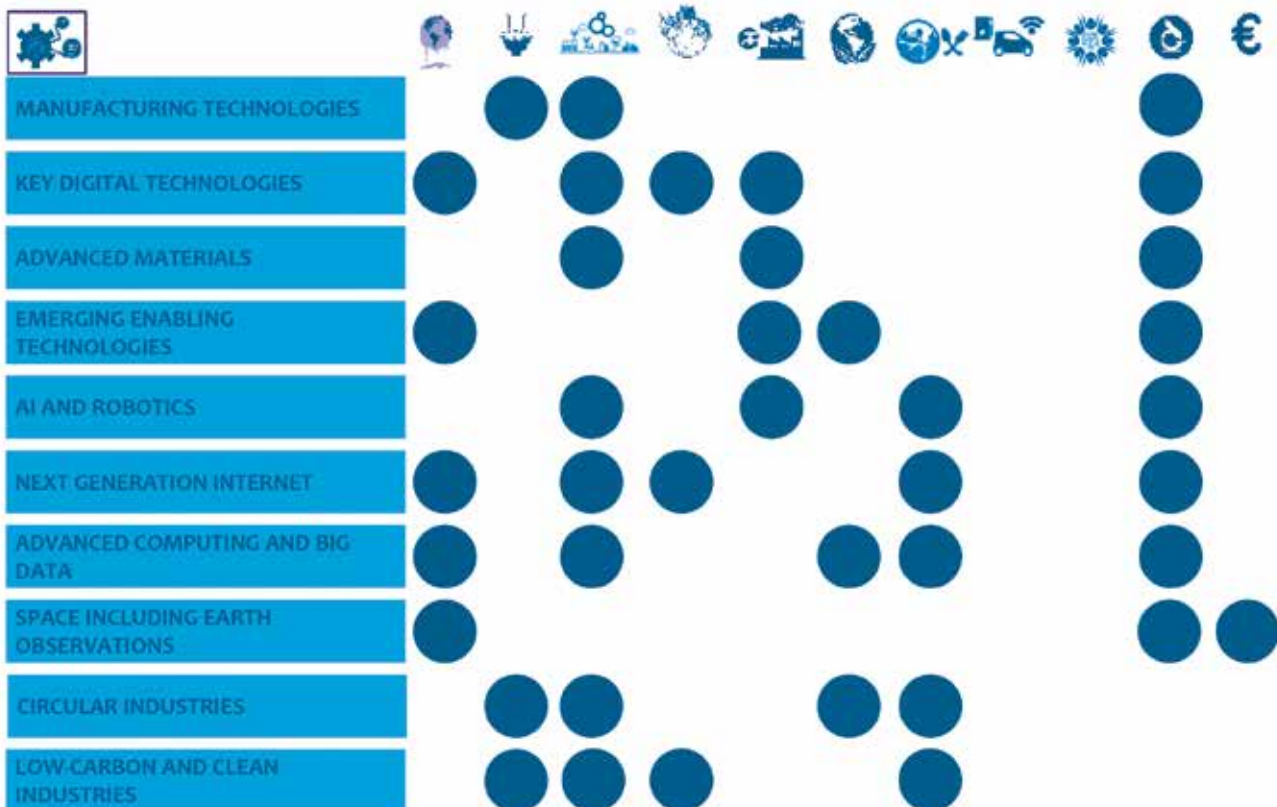 €
MANUFACTURING TECHNOLOGIES
KEY DIGITAL TECHNOLOGIES
ADVANCED MATERIALS
EMERGING ENABLING
TECHNOLOGIES
AI AND ROBOTICS
NEXT GENERATION INTERNET
ADVANCED COMPUTING AND BIG
DATA
SPACE INCLUDING EARTH
OBSERVATIONS
CIRCULAR INDUSTRIES
LOW-CARBON AND CLEAN
INDUSTRIES